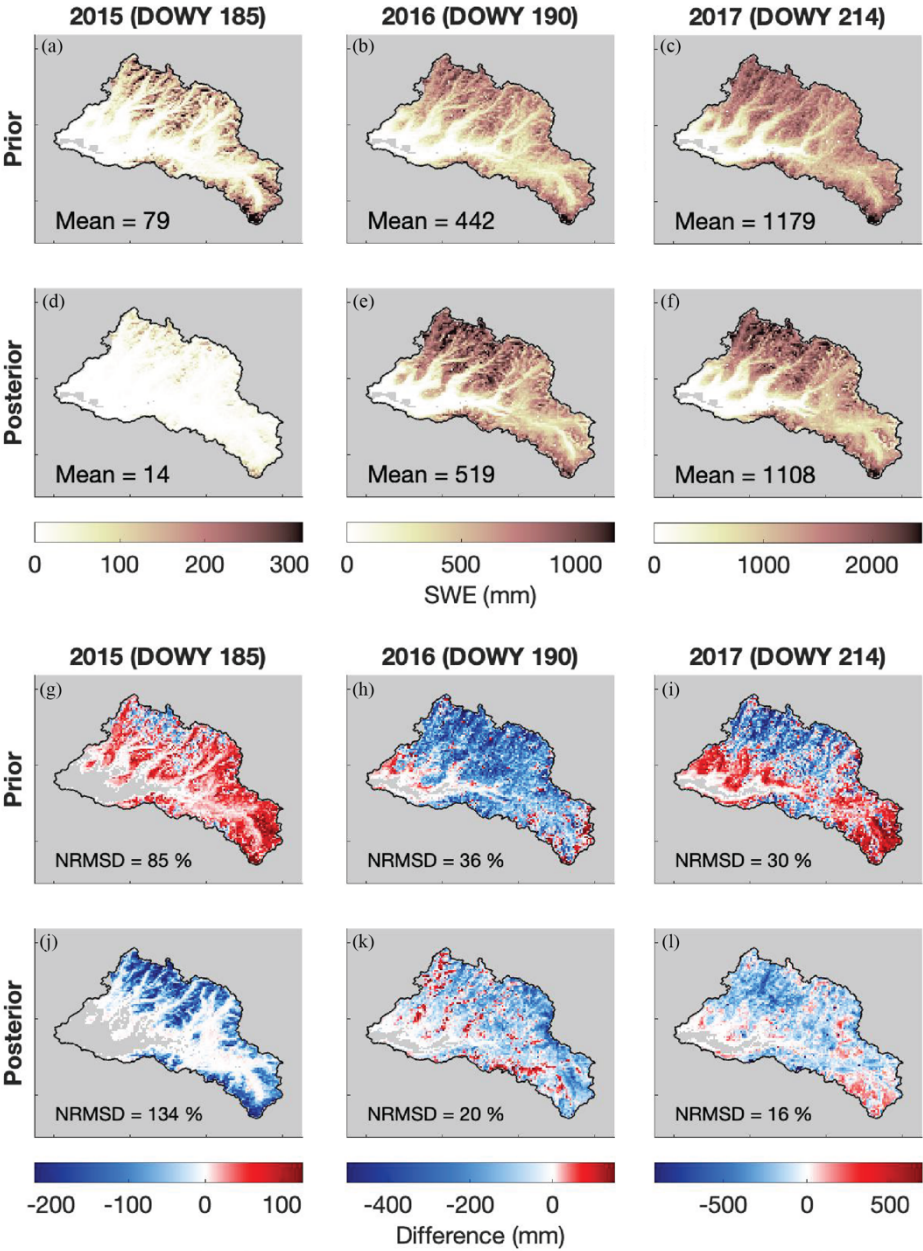 2015 (DOWY 185) 2016 (DOWY 190) 2017 (DOWY 214)
(a) (b) (c)
Prior
Mean = 79 Mean = 442 Mean = 1179
(d) (e) (f)
Posterior
Mean = 14 Mean = 519 Mean = 1108
0 100 200 300 0 500 1000 0 1000 2000
SWE (mm)
2015 (DOWY 185) 2016 (DOWY 190) 2017 (DOWY 214)
(g) (h) (i)
Prior
NRMSD = 85 % NRMSD = 36 % NRMSD = 30 %
(j) (k) (l)
Posterior
NRMSD = 134 % NRMSD = 20 % NRMSD = 16 %
-200 -100 0 100 -400 -200 0 -500 0 500
Difference (mm)